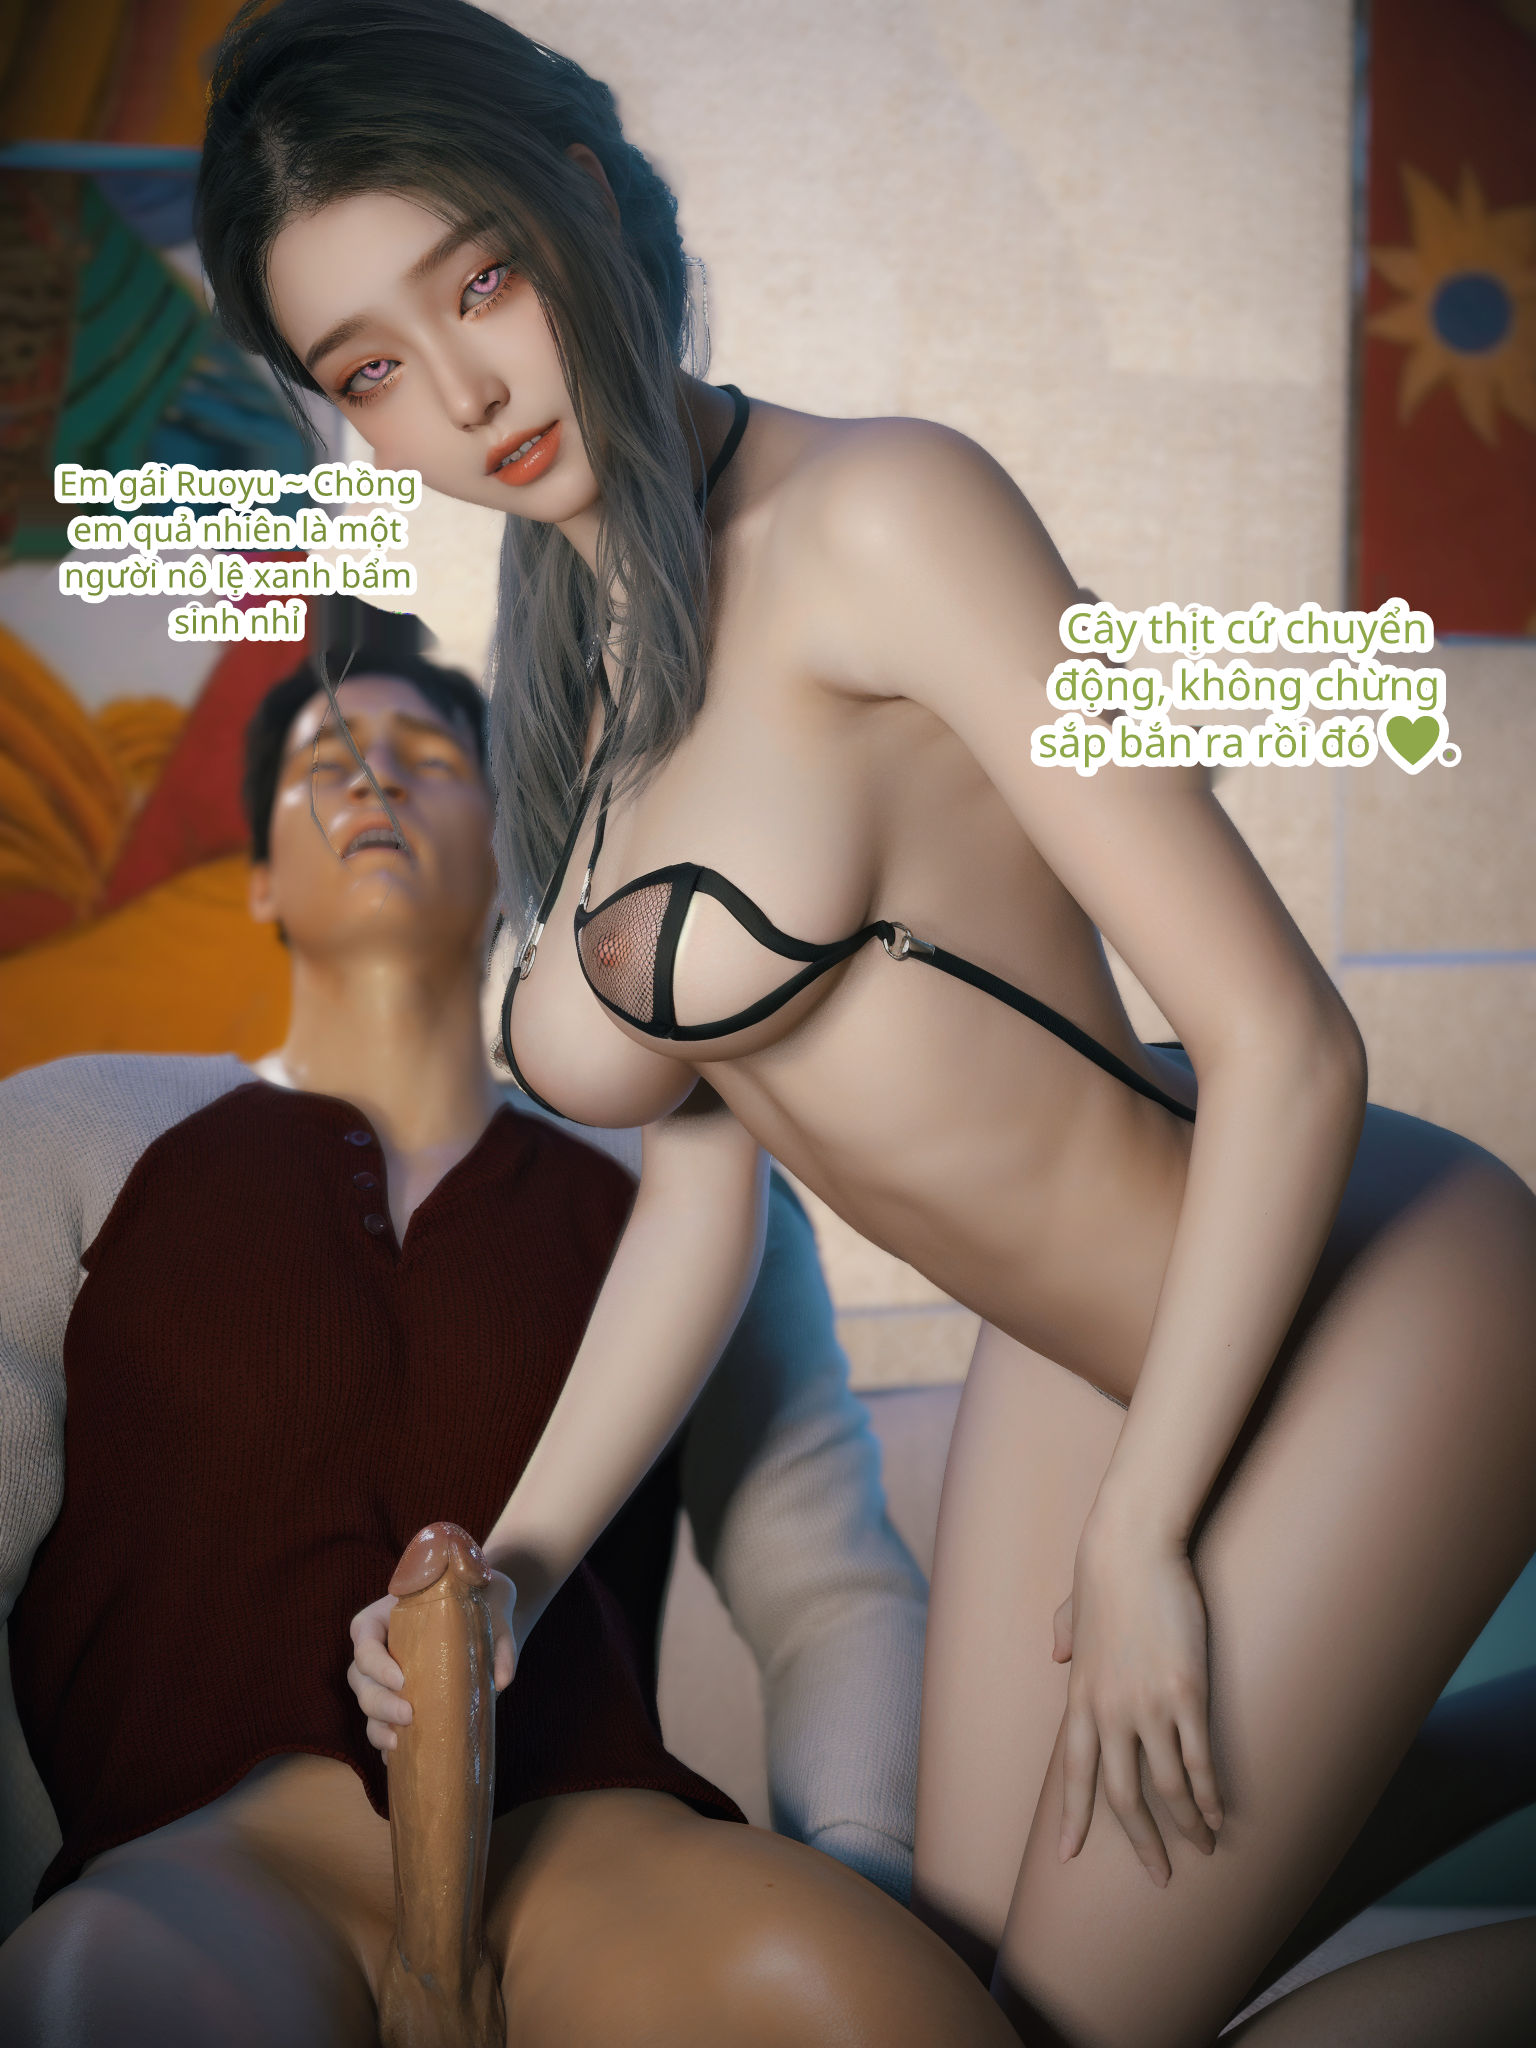 Em gái Ruoyu ~ Chồng
em quả nhiên là một
người nô lệ xanh bẩm
sinh nhỉ
Cây thịt cứ chuyển
động, không chừng
sắp bắn ra rồi đó ♥